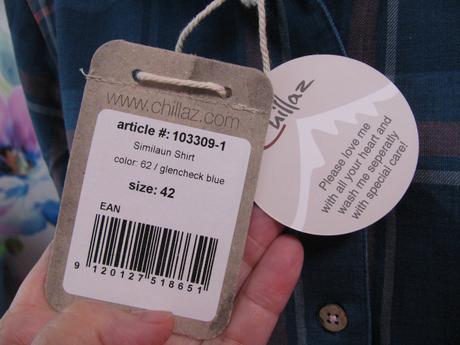 www.chillaz.com
article #: 103309-1
Similaun Shirt
color: 62 / glencheck blue
size: 42
EAN
9 120127 518651
chillaz
Please love me
with all your heart and
wash me seperatly
with special care!